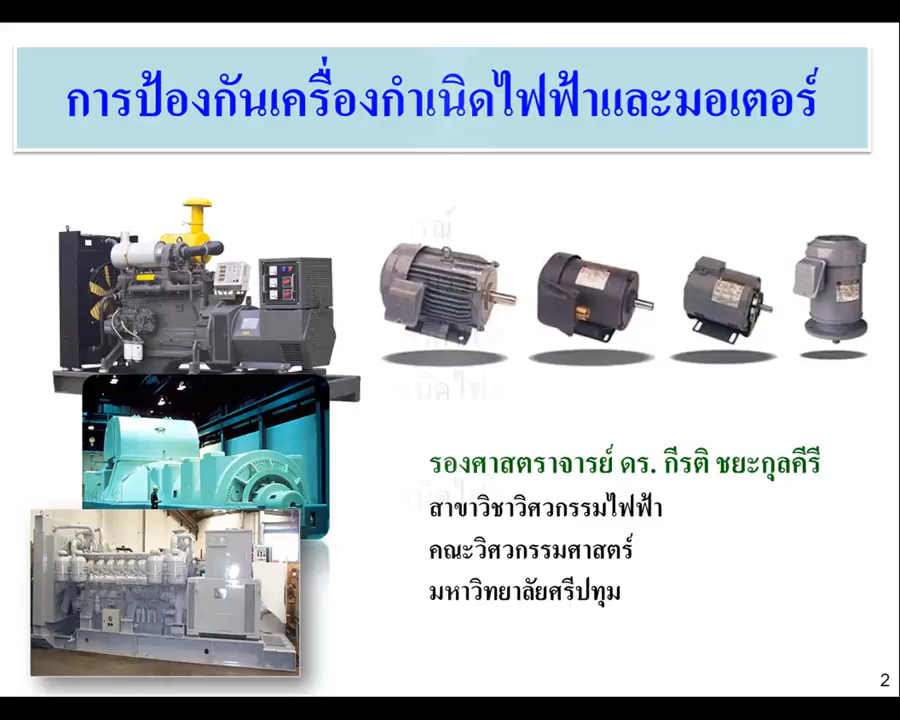 การป้องกันเครื่องกำเนิดไฟฟ้าและมอเตอร์
รองศาสตราจารย์ ดร. กีรติ ชยะกุลคีรี
สาขาวิชาวิศวกรรมไฟฟ้า
คณะวิศวกรรมศาสตร์
มหาวิทยาลัยศรีปทุม
2